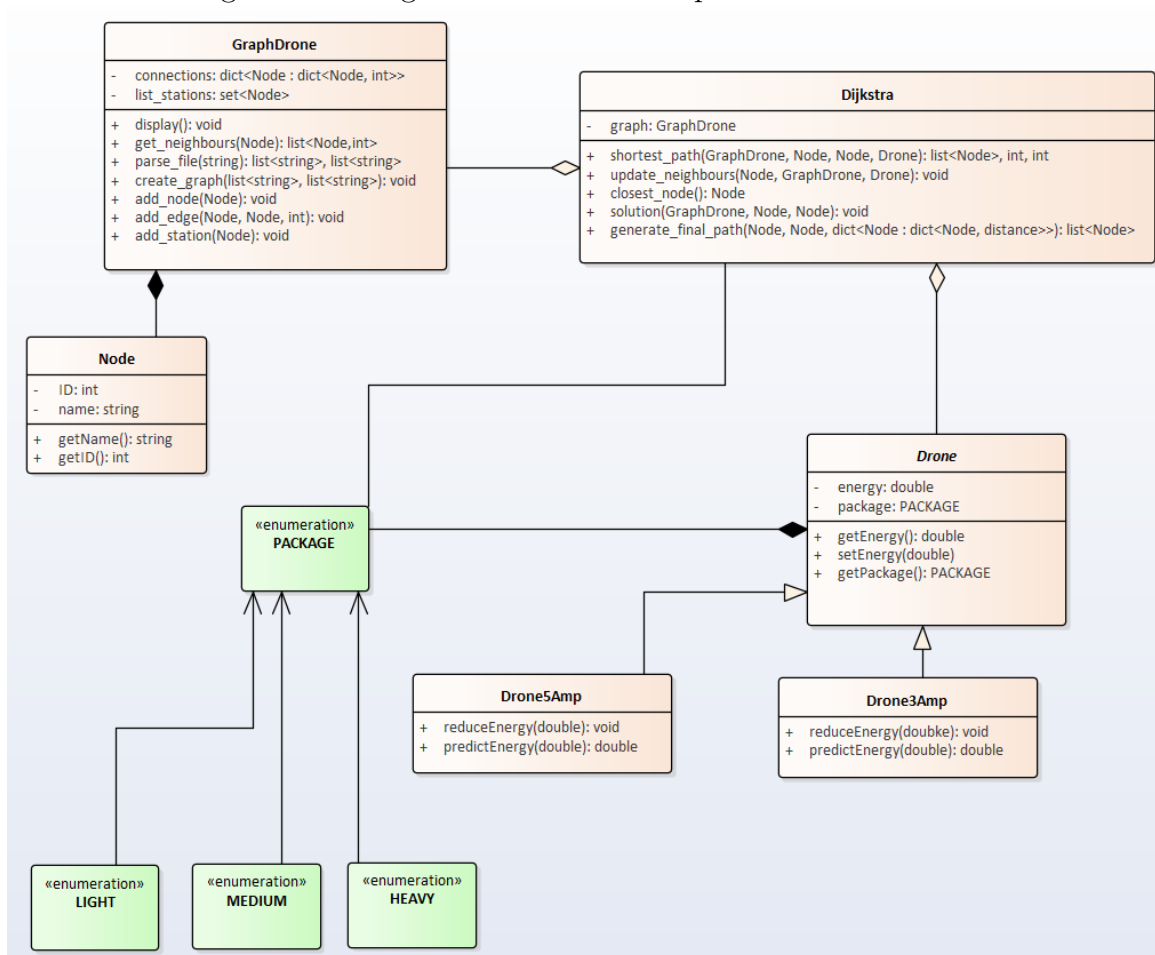 GraphDrone
- connections: dict<Node : dict<Node, int>>
- list_stations: set<Node>
+ display(): void
+ get_neighbours(Node): list<Node,int>
+ parse_file(string): list<string>, list<string>
+ create_graph(list<string>, list<string>): void
+ add_node(Node): void
+ add_edge(Node, Node, int): void
+ add_station(Node): void
Dijkstra
- graph: GraphDrone
+ shortest_path(GraphDrone, Node, Node, Drone): list<Node>, int, int
+ update_neighbours(Node, GraphDrone, Drone): void
+ closest_node(): Node
+ solution(GraphDrone, Node, Node): void
+ generate_final_path(Node, Node, dict<Node : dict<Node, distance>>): list<Node>
Node
- ID: int
- name: string
+ getName(): string
+ getID(): int
Drone
- energy: double
- package: PACKAGE
+ getEnergy(): double
+ setEnergy(double)
+ getPackage(): PACKAGE
«enumeration»
PACKAGE
Drone5Amp
+ reduceEnergy(double): void
+ predictEnergy(double): double
Drone3Amp
+ reduceEnergy(doubke): void
+ predictEnergy(double): double
«enumeration»
LIGHT
«enumeration»
MEDIUM
«enumeration»
HEAVY